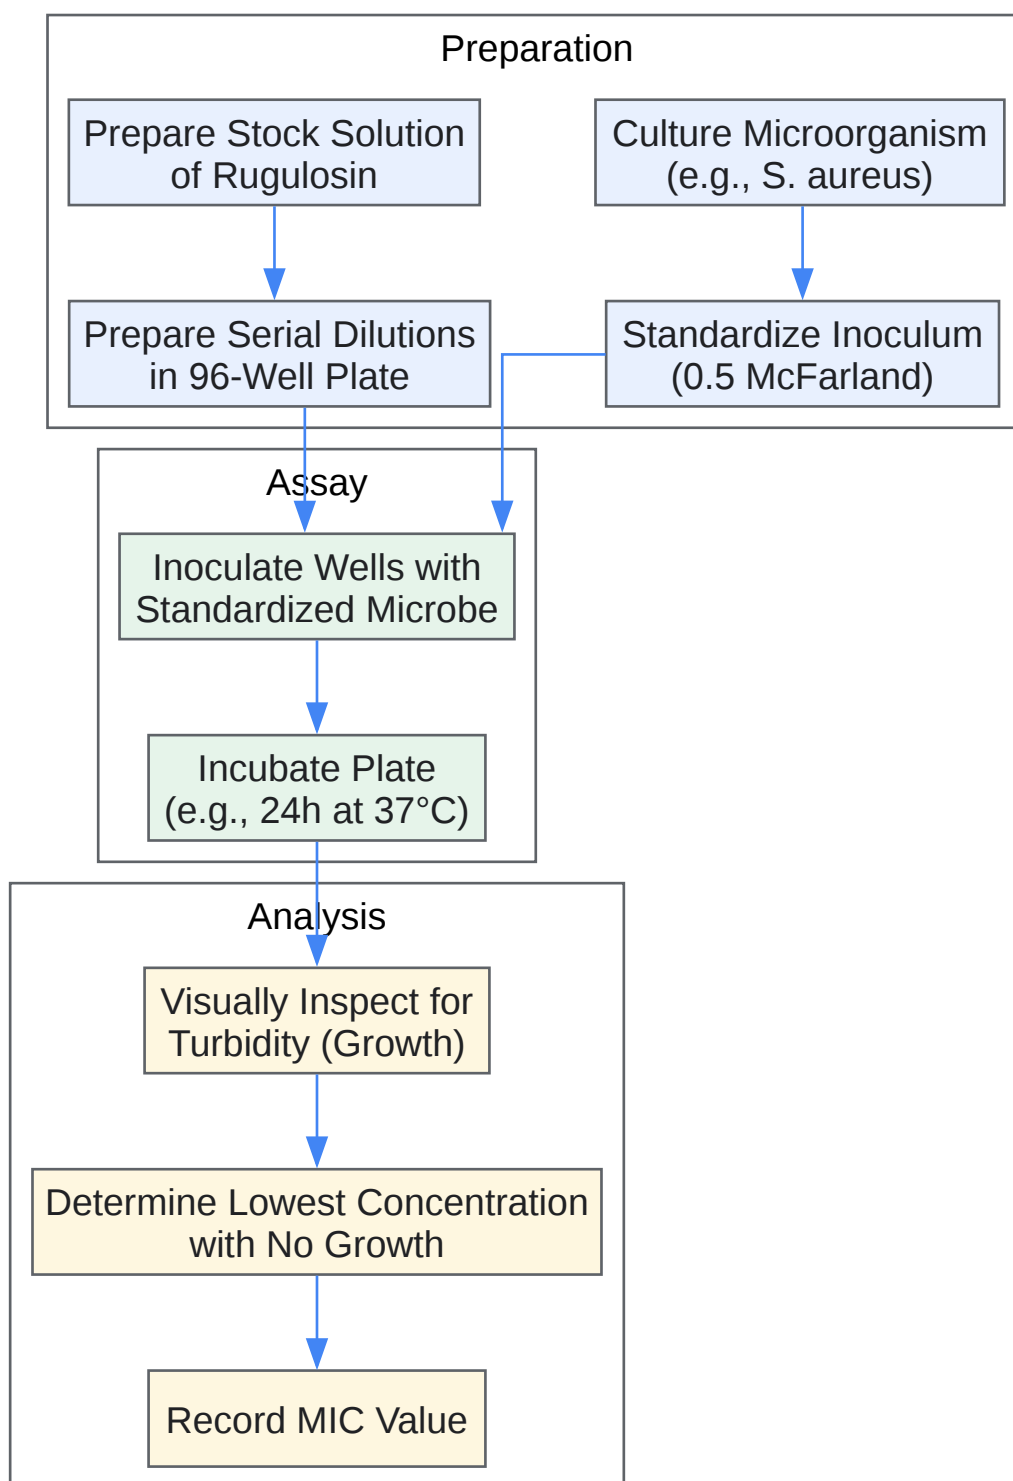 Preparation
Prepare Stock Solution
of Rugulosin
Culture Microorganism
(e.g., S. aureus)
Prepare Serial Dilutions
in 96-Well Plate
Standardize Inoculum
(0.5 McFarland)
Assay
Inoculate Wells with
Standardized Microbe
Incubate Plate
(e.g., 24h at 37°C)
Analysis
Visually Inspect for
Turbidity (Growth)
Determine Lowest Concentration
with No Growth
Record MIC Value